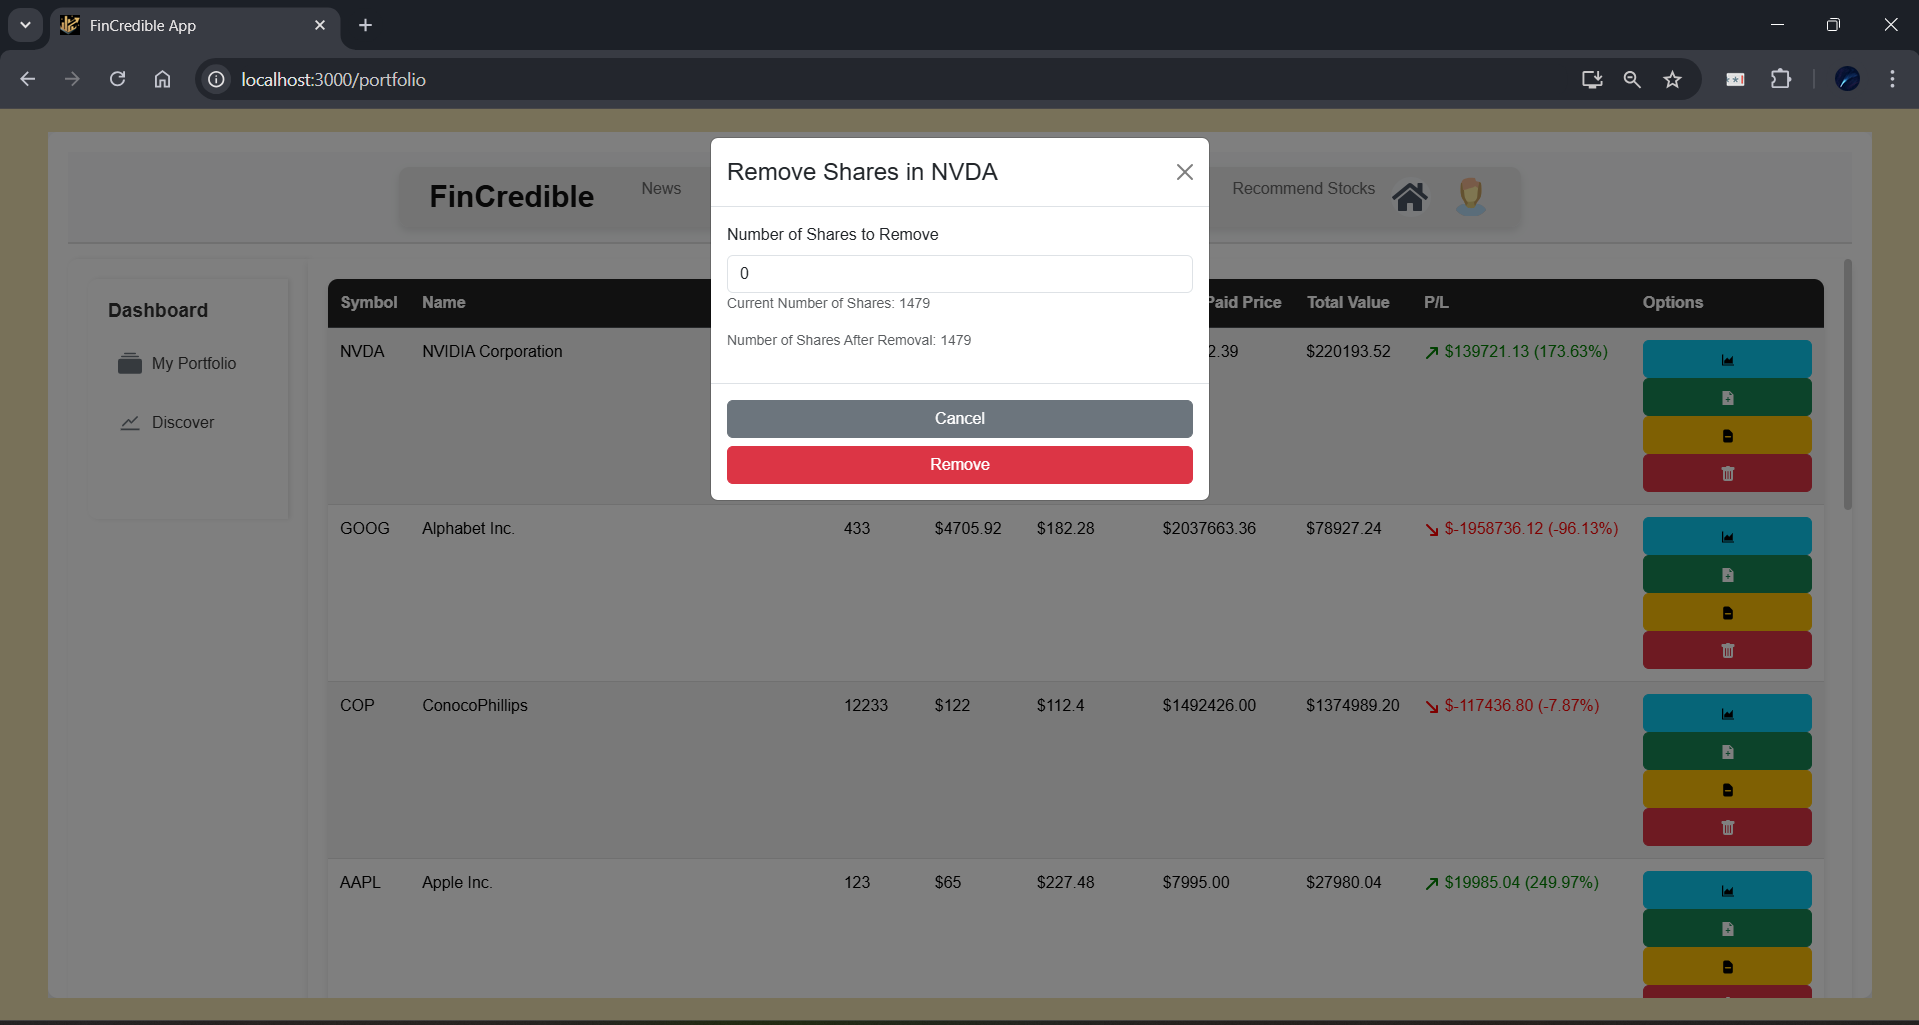 FinCredible App
localhost:3000/portfolio
FinCredible
News
Recommend Stocks
Remove Shares in NVDA
Number of Shares to Remove
0
Current Number of Shares: 1479
Number of Shares After Removal: 1479
Cancel
Remove
Dashboard
My Portfolio
Discover
Symbol Name Paid Price Total Value P/L Options
NVDA NVIDIA Corporation 2.39 $220193.52 $139721.13 (173.63%)
GOOG Alphabet Inc. 433 $4705.92 $182.28 $2037663.36 $78927.24 $-1958736.12 (-96.13%)
COP ConocoPhillips 12233 $122 $112.4 $1492426.00 $1374989.20 $-117436.80 (-7.87%)
AAPL Apple Inc. 123 $65 $227.48 $7995.00 $27980.04 $19985.04 (249.97%)